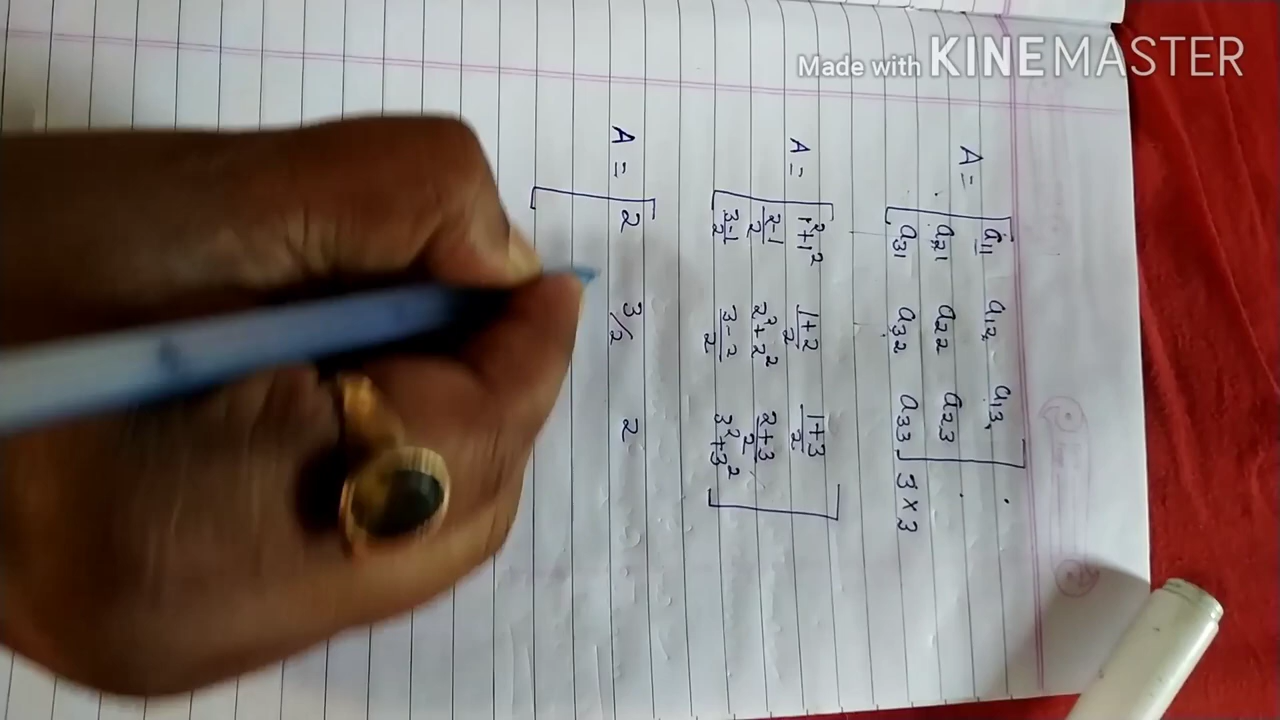 Made with KINEMASTER
A = [ a11 a12 a13
a21 a22 a23
a31 a32 a33 ] 3×3
A = [ 1²+1² 1+2/2 1+3/2
2-1/2 2²+2² 2+3/2
3-1/2 3-2/2 3²+3² ]
A = [ 2 3/2 2